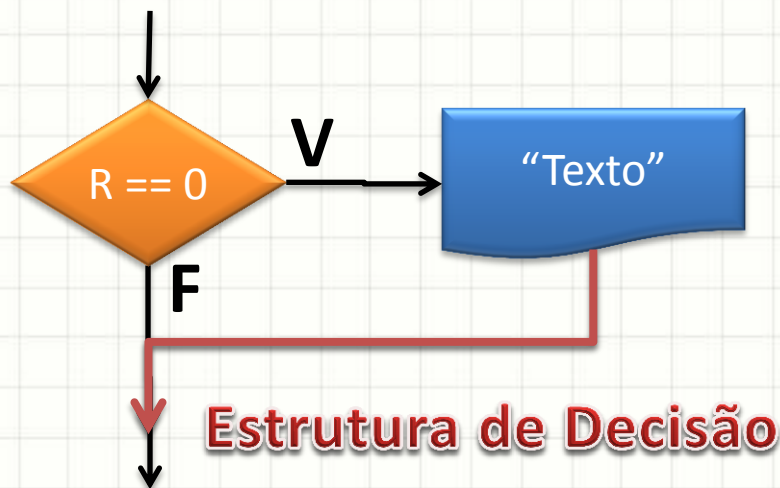 V
R == 0
“Texto”
F
Estrutura de Decisão